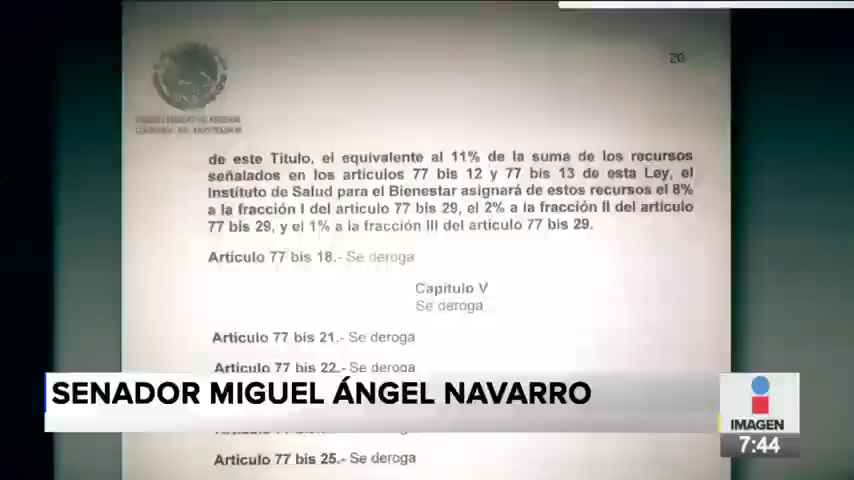 20
de este Titulo, el equivalente al 11% de la suma de los recursos
señalados en los artículos 77 bis 12 y 77 bis 13 de esta Ley, el
Instituto de Salud para el Bienestar asignará de estos recursos el 8%
a la fracción I del artículo 77 bis 29, el 2% a la fracción II del artículo
77 bis 29, y el 1% a la fracción III del artículo 77 bis 29.
Artículo 77 bis 18.- Se deroga
Capítulo V
Se deroga
Artículo 77 bis 21.- Se deroga
Artículo 77 bis 22.- Se deroga
SENADOR MIGUEL ÁNGEL NAVARRO
IMAGEN
7:44
Artículo 77 bis 25.- Se deroga